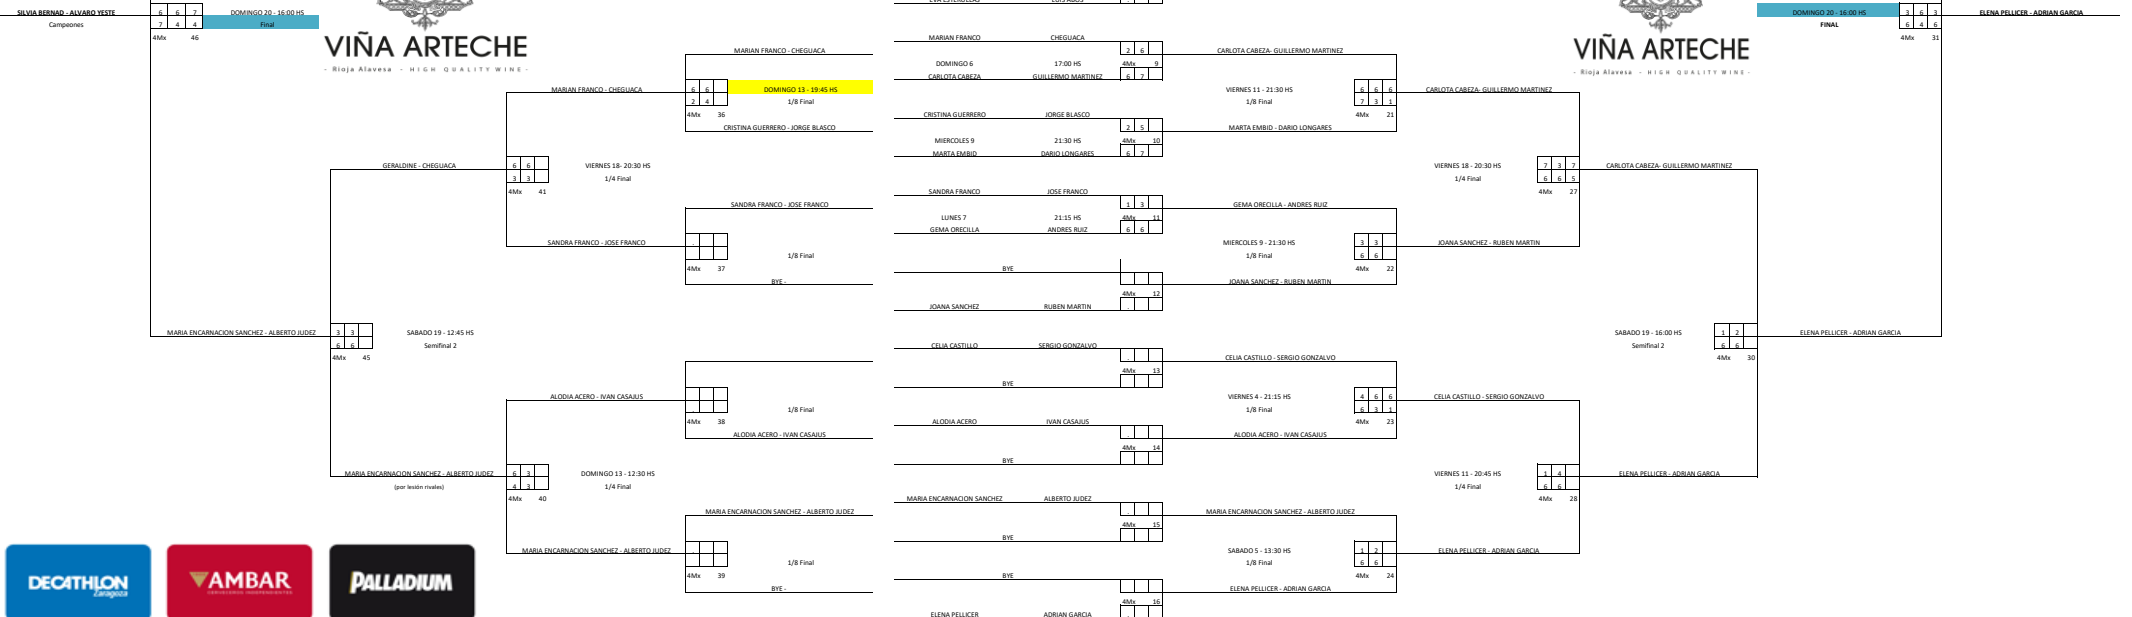 SILVIA BERNAD - ALVARO YESTE
Campeones
6 6 7
7 4 4
4Mx 46
DOMINGO 20 - 16:00 HS
Final
VIÑA ARTECHE
- Rioja Alavesa - HIGH QUALITY WINE -
MARIAN FRANCO - CHEGUACA
MARIAN FRANCO - CHEGUACA
6 6
2 4
4Mx 36
DOMINGO 13 - 19:45 HS
1/8 Final
CRISTINA GUERRERO - JORGE BLASCO
GERALDINE - CHEGUACA
6 6
3 3
4Mx 41
VIERNES 18- 20:30 HS
1/4 Final
SANDRA FRANCO - JOSE FRANCO
SANDRA FRANCO - JOSE FRANCO
1/8 Final
4Mx 37
BYE -
MARIA ENCARNACION SANCHEZ - ALBERTO JUDEZ
3 3
6 6
4Mx 45
SABADO 19 - 12:45 HS
Semifinal 2
ALODIA ACERO - IVAN CASAJUS
1/8 Final
4Mx 38
ALODIA ACERO - IVAN CASAJUS
MARIA ENCARNACION SANCHEZ - ALBERTO JUDEZ
(por lesión rivales)
6 3
4 3
4Mx 40
DOMINGO 13 - 12:30 HS
1/4 Final
MARIA ENCARNACION SANCHEZ - ALBERTO JUDEZ
MARIA ENCARNACION SANCHEZ - ALBERTO JUDEZ
1/8 Final
4Mx 39
BYE -
DECATHLON
Zaragoza
AMBAR
PALLADIUM
MARIAN FRANCO CHEGUACA
2 6
DOMINGO 6 17:00 HS
4Mx 9
CARLOTA CABEZA GUILLERMO MARTINEZ
6 7
CRISTINA GUERRERO JORGE BLASCO
2 5
MIERCOLES 9 21:30 HS
4Mx 10
MARTA EMBID DARIO LONGARES
6 7
SANDRA FRANCO JOSE FRANCO
1 3
LUNES 7 21:15 HS
4Mx 11
GEMA ORECILLA ANDRES RUIZ
6 6
BYE
4Mx 12
JOANA SANCHEZ RUBEN MARTIN
CELIA CASTILLO SERGIO GONZALVO
4Mx 13
BYE
ALODIA ACERO IVAN CASAJUS
4Mx 14
BYE
MARIA ENCARNACION SANCHEZ ALBERTO JUDEZ
4Mx 15
BYE
BYE
4Mx 16
ELENA PELLICER ADRIAN GARCIA
CARLOTA CABEZA- GUILLERMO MARTINEZ
VIERNES 11 - 21:30 HS
1/8 Final
6 6 6
7 3 1
4Mx 21
MARTA EMBID - DARIO LONGARES
GEMA ORECILLA - ANDRES RUIZ
MIERCOLES 9 - 21:30 HS
1/8 Final
3 3
6 6
4Mx 22
JOANA SANCHEZ - RUBEN MARTIN
CELIA CASTILLO - SERGIO GONZALVO
VIERNES 4 - 21:15 HS
1/8 Final
4 6 6
6 3 1
4Mx 23
ALODIA ACERO - IVAN CASAJUS
MARIA ENCARNACION SANCHEZ - ALBERTO JUDEZ
SABADO 5 - 13:30 HS
1/8 Final
1 2
6 6
4Mx 24
ELENA PELLICER - ADRIAN GARCIA
CARLOTA CABEZA- GUILLERMO MARTINEZ
VIERNES 18 - 20:30 HS
1/4 Final
7 3 7
6 6 5
4Mx 27
JOANA SANCHEZ - RUBEN MARTIN
CELIA CASTILLO - SERGIO GONZALVO
VIERNES 11 - 20:45 HS
1/4 Final
1 4
6 6
4Mx 28
ELENA PELLICER - ADRIAN GARCIA
CARLOTA CABEZA- GUILLERMO MARTINEZ
SABADO 19 - 16:00 HS
Semifinal 2
1 2
6 6
4Mx 30
ELENA PELLICER - ADRIAN GARCIA
VIÑA ARTECHE
- Rioja Alavesa - HIGH QUALITY WINE -
ELENA PELLICER - ADRIAN GARCIA
DOMINGO 20 - 16:00 HS
FINAL
3 6 3
6 4 6
4Mx 31
ELENA PELLICER - ADRIAN GARCIA